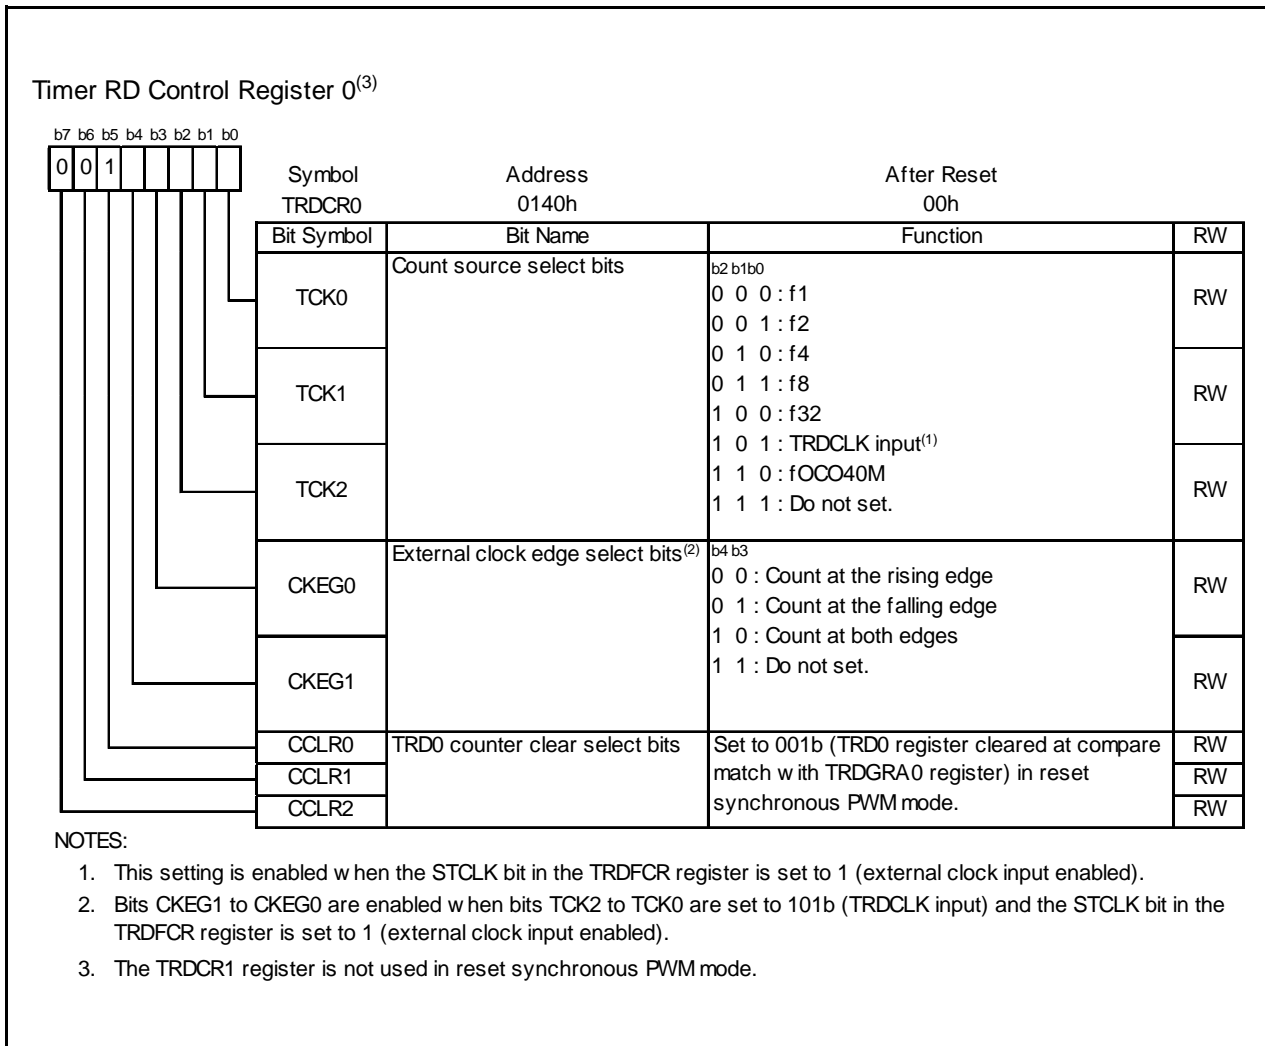 Timer RD Control Register 0(3)
b7 b6 b5 b4 b3 b2 b1 b0
0 0 1
Symbol Address After Reset
TRDCR0 0140h 00h
Bit Symbol Bit Name Function RW
TCK0 Count source select bits b2 b1b0 RW
0 0 0 : f1
0 0 1 : f2
0 1 0 : f4
TCK1 0 1 1 : f8 RW
1 0 0 : f32
1 0 1 : TRDCLK input(1)
TCK2 1 1 0 : fOCO40M RW
1 1 1 : Do not set.
CKEG0 External clock edge select bits(2) b4 b3 RW
0 0 : Count at the rising edge
0 1 : Count at the falling edge
1 0 : Count at both edges
CKEG1 1 1 : Do not set. RW
CCLR0 TRD0 counter clear select bits Set to 001b (TRD0 register cleared at compare RW
CCLR1 match with TRDGRA0 register) in reset RW
CCLR2 synchronous PWM mode. RW
NOTES:
1. This setting is enabled when the STCLK bit in the TRDFCR register is set to 1 (external clock input enabled).
2. Bits CKEG1 to CKEG0 are enabled when bits TCK2 to TCK0 are set to 101b (TRDCLK input) and the STCLK bit in the
TRDFCR register is set to 1 (external clock input enabled).
3. The TRDCR1 register is not used in reset synchronous PWM mode.